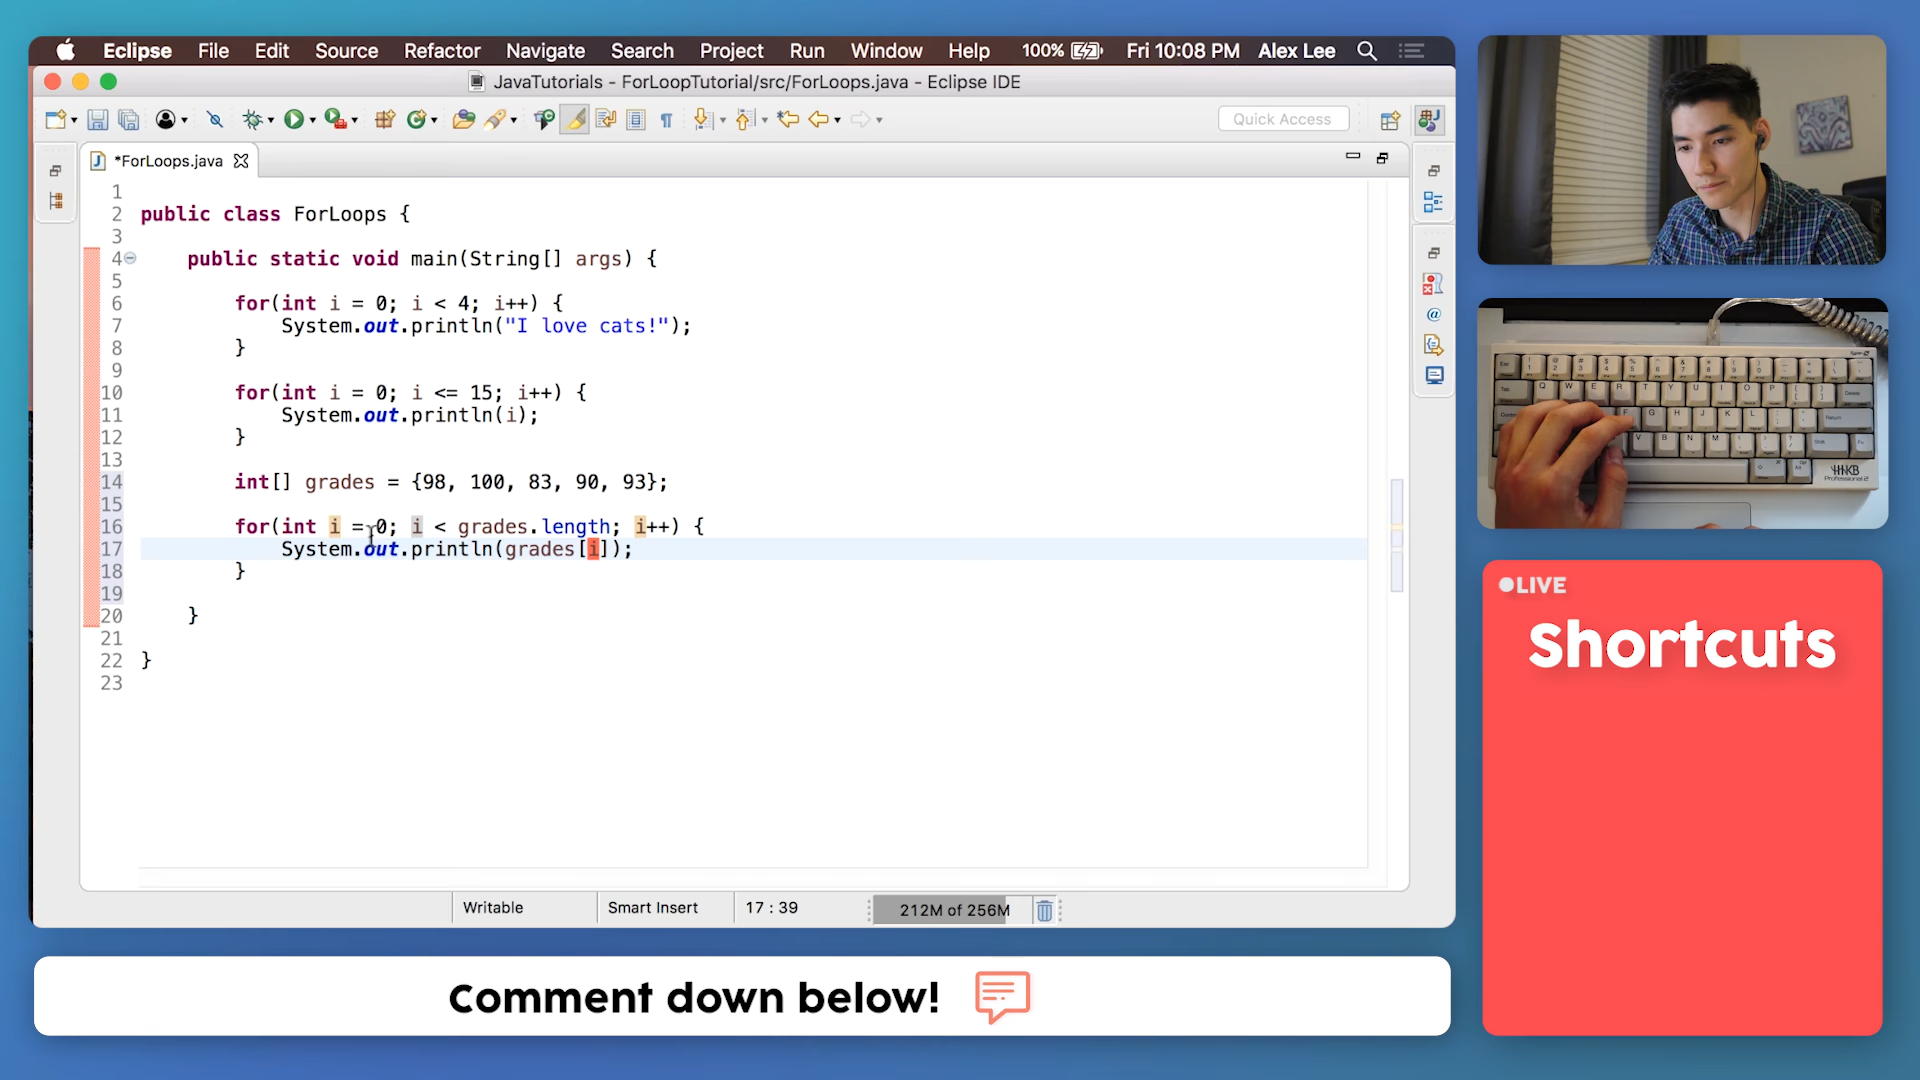 Eclipse File Edit Source Refactor Navigate Search Project Run Window Help 100% Fri 10:08 PM Alex Lee
JavaTutorials - ForLoopTutorial/src/ForLoops.java - Eclipse IDE
Quick Access
*ForLoops.java
1
2 public class ForLoops {
3
4 public static void main(String[] args) {
5
6 for(int i = 0; i < 4; i++) {
7 System.out.println("I love cats!");
8 }
9
10 for(int i = 0; i <= 15; i++) {
11 System.out.println(i);
12 }
13
14 int[] grades = {98, 100, 83, 90, 93};
15
16 for(int i = 0; i < grades.length; i++) {
17 System.out.println(grades[i]);
18 }
19
20 }
21
22 }
23
Writable Smart Insert 17 : 39 212M of 256M
Comment down below!
LIVE
Shortcuts
HHKB
Professional 2